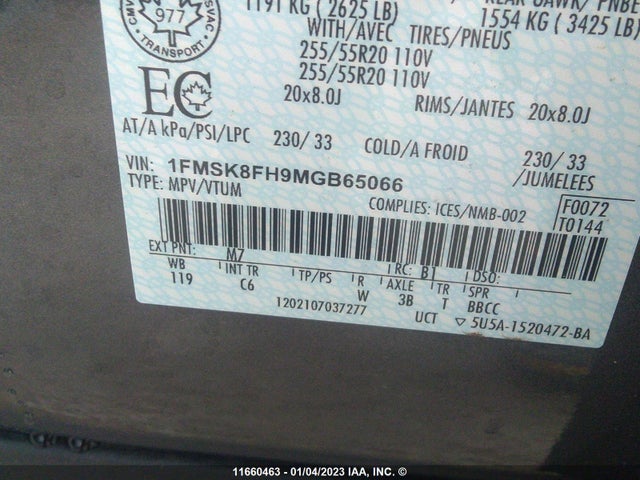 1191 KG ( 2625 LB)
1554 KG ( 3425 LB
WITH/AVEC TIRES/PNEUS
255/55R20 110V
255/55R20 110V
20x8.0J RIMS/JANTES 20x8.0J
977
TRANSPORT
EC
AT/A kPa/PSI/LPC 230/ 33 COLD/A FROID 230/ 33
/JUMELEES
VIN: 1FMSK8FH9MGB65066
TYPE: MPV/VTUM
COMPLIES: ICES/NMB-002
F0072
T0144
EXT PNT: M7 RC: B1 DSO:
WB INT TR TP/PS R AXLE TR SPR
119 C6 W 3B T BBCC
1202107037277
UCT ▽ 5U5A-1520472-BA
11660463 - 01/04/2023 IAA, INC. ©